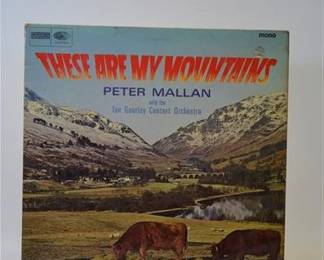 mono
THESE ARE MY MOUNTAINS
PETER MALLAN
with the
Ian Gourlay Concert Orchestra